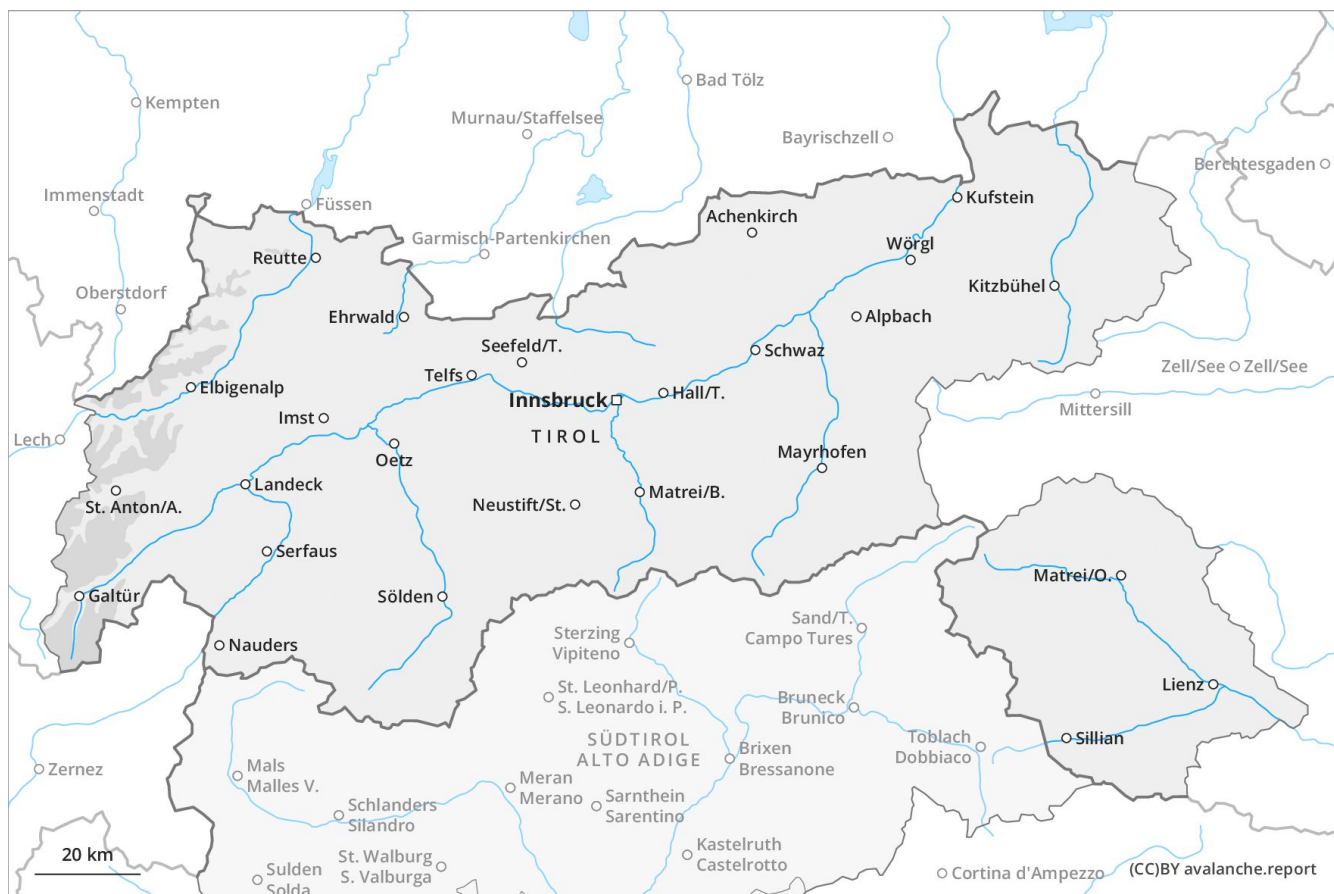 Bad Tölz
Kempten
Murnau/Staffelsee
Bayrischzell
Berchtesgaden
Immenstadt
Füssen
Kufstein
Achenkirch
Garmisch-Partenkirchen
Wörgl
Reutte
Kitzbühel
Oberstdorf
Ehrwald
Alpbach
Seefeld/T.
Schwaz
Telfs
Zell/See
Zell/See
Elbigenalp
Hall/T.
Innsbruck
Mittersill
Imst
TIROL
Lech
Oetz
Mayrhofen
Landeck
Matrei/B.
St. Anton/A.
Neustift/St.
Serfaus
Matrei/O.
Galtür
Sölden
Sand/T.
Campo Tures
Sterzing
Vipiteno
Nauders
Lienz
St. Leonhard/P.
S. Leonardo i. P.
Bruneck
Brunico
SÜDTIROL
ALTO ADIGE
Toblach
Dobbiaco
Sillian
Brixen
Bressanone
Zernez
Mals
Malles V.
Meran
Merano
Sarnthein
Sarentino
Schlanders
Silandro
Kastelruth
Castelrotto
20 km
St. Walburg
S. Valburga
Sulden
Solda
Cortina d'Ampezzo
(CC)BY avalanche.report